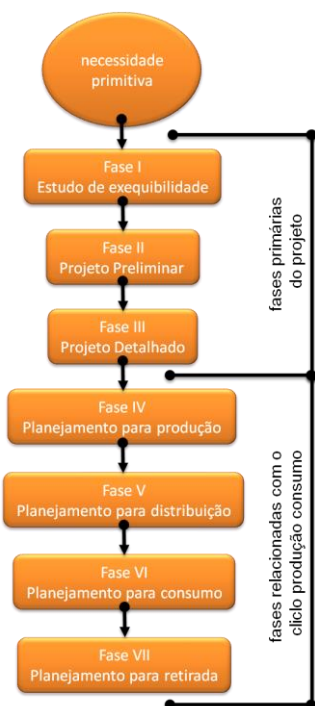 necessidade
primitiva
Fase I
Estudo de exequibilidade
Fase II
Projeto Preliminar
Fase III
Projeto Detalhado
fases primárias
do projeto
Fase IV
Planejamento para produção
Fase V
Planejamento para distribuição
Fase VI
Planejamento para consumo
Fase VII
Planejamento para retirada
fases relacionadas com o
cliclo produção consumo